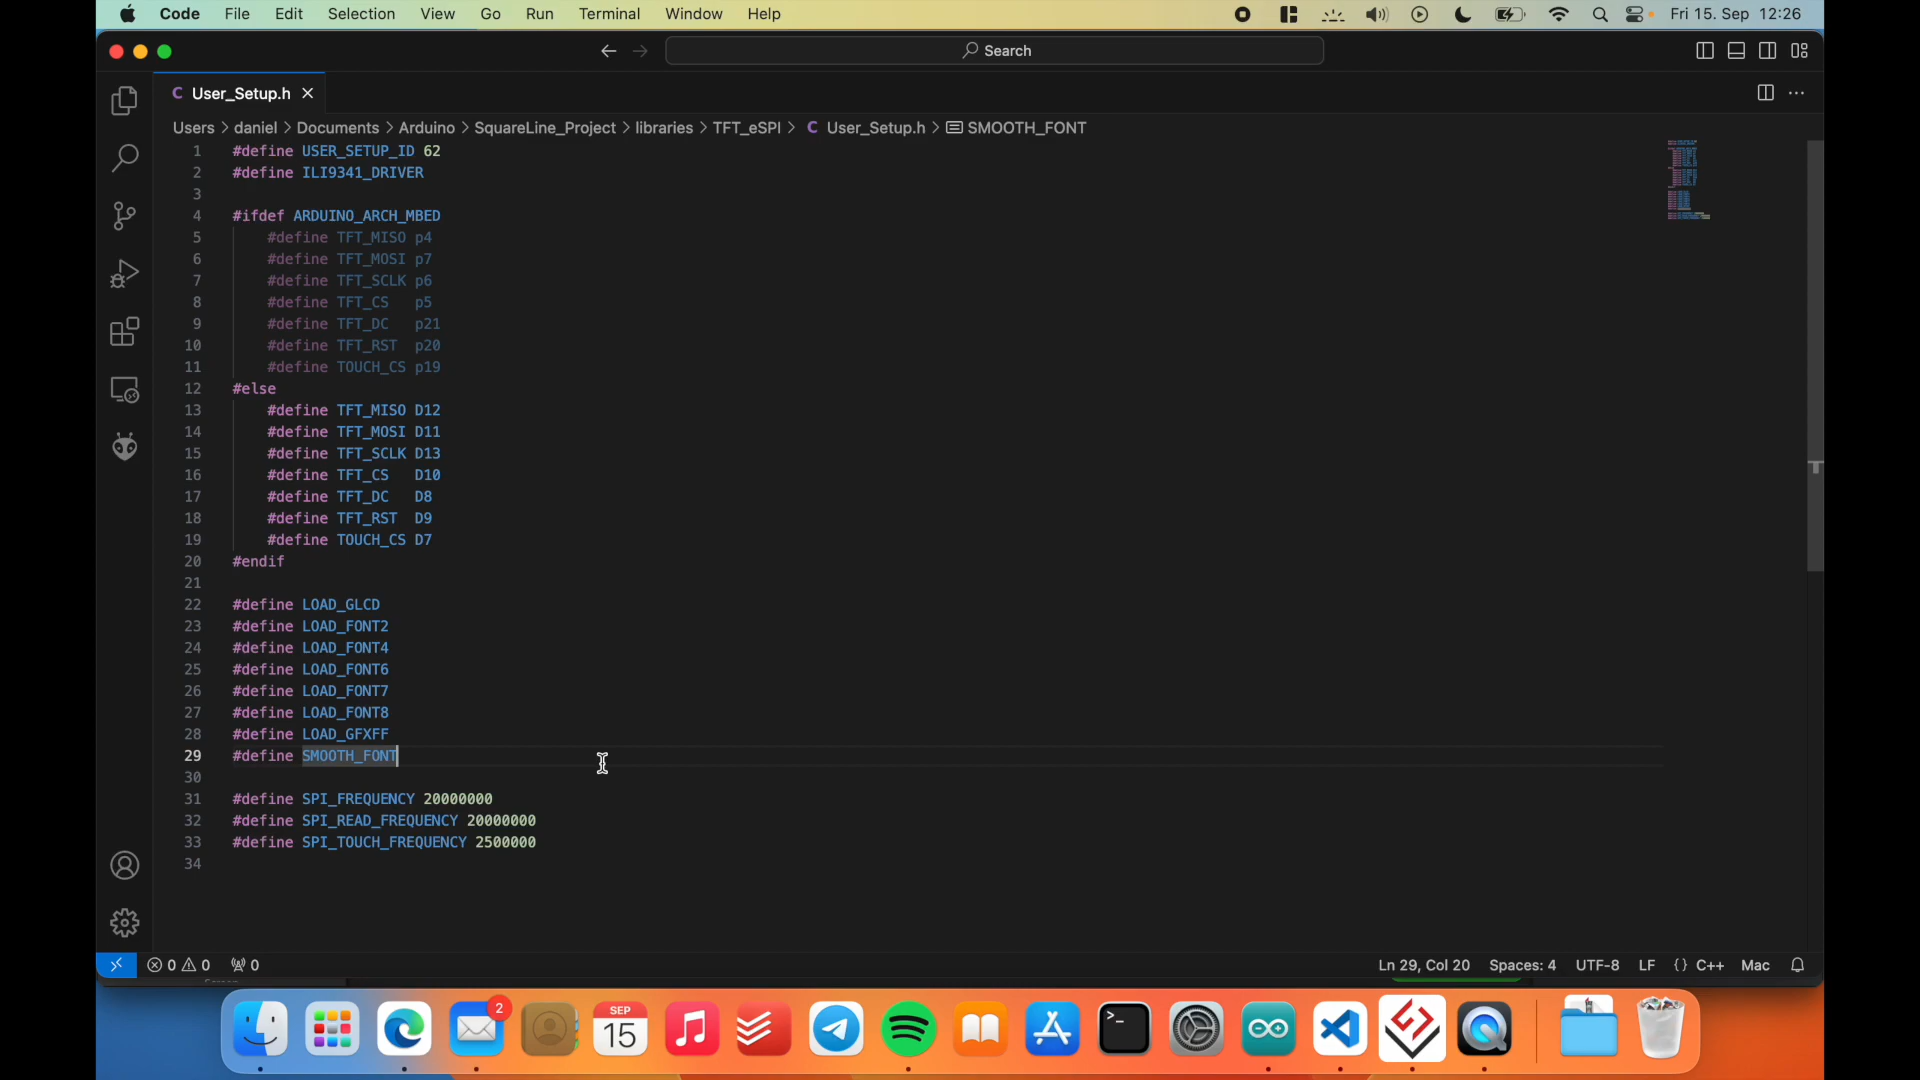 Code File Edit Selection View Go Run Terminal Window Help Fri 15. Sep 12:26
Search
C User_Setup.h
Users > daniel > Documents > Arduino > SquareLine_Project > libraries > TFT_eSPI > C User_Setup.h > SMOOTH_FONT
1 #define USER_SETUP_ID 62
2 #define ILI9341_DRIVER
3
4 #ifdef ARDUINO_ARCH_MBED
5 #define TFT_MISO p4
6 #define TFT_MOSI p7
7 #define TFT_SCLK p6
8 #define TFT_CS p5
9 #define TFT_DC p21
10 #define TFT_RST p20
11 #define TOUCH_CS p19
12 #else
13 #define TFT_MISO D12
14 #define TFT_MOSI D11
15 #define TFT_SCLK D13
16 #define TFT_CS D10
17 #define TFT_DC D8
18 #define TFT_RST D9
19 #define TOUCH_CS D7
20 #endif
21
22 #define LOAD_GLCD
23 #define LOAD_FONT2
24 #define LOAD_FONT4
25 #define LOAD_FONT6
26 #define LOAD_FONT7
27 #define LOAD_FONT8
28 #define LOAD_GFXFF
29 #define SMOOTH_FONT
30
31 #define SPI_FREQUENCY 20000000
32 #define SPI_READ_FREQUENCY 20000000
33 #define SPI_TOUCH_FREQUENCY 2500000
34
0 0 0 Ln 29, Col 20 Spaces: 4 UTF-8 LF {} C++ Mac
2
SEP
15
>_